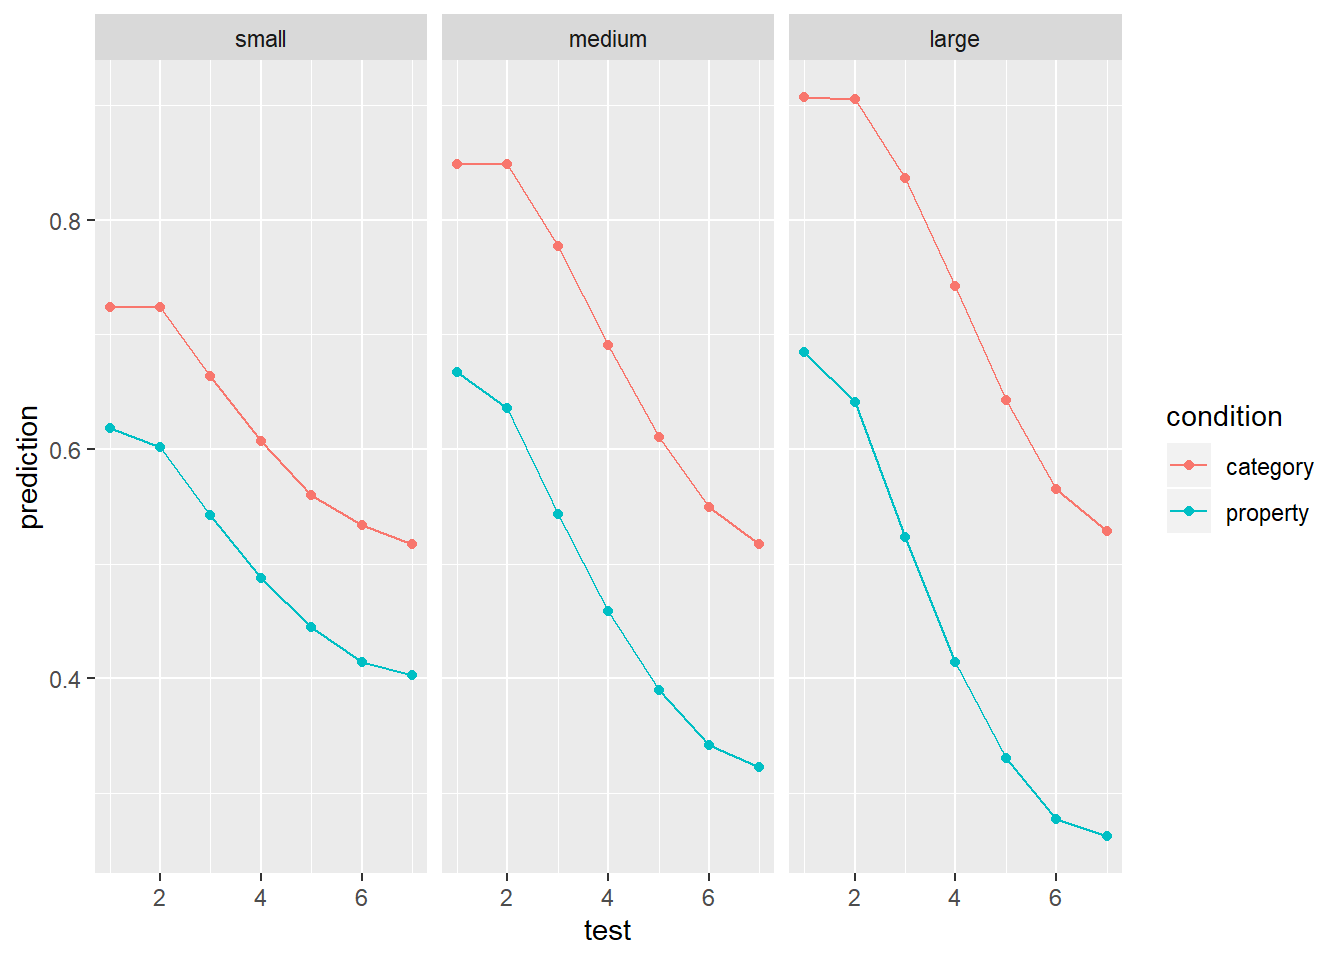 small medium large
0.8
0.6
0.4
prediction
2 4 6 2 4 6 2 4 6
test
condition
category
property